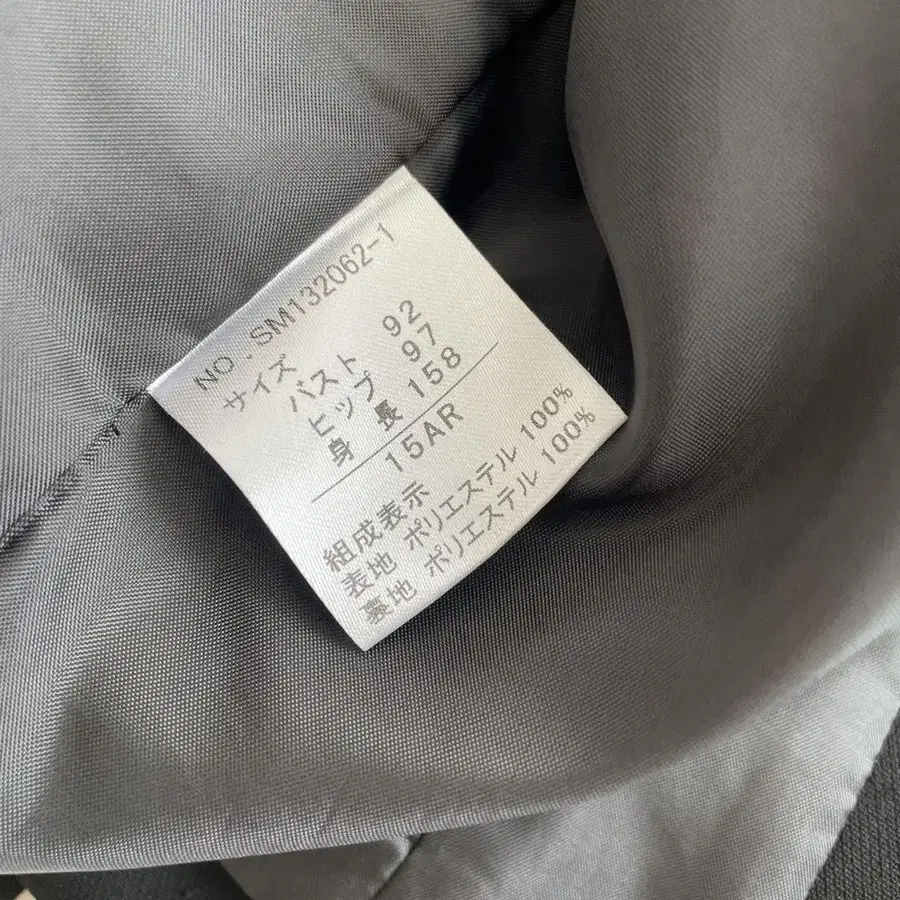 NO.SM132062-1
サイズ
バスト 92
ヒップ 97
身長 158
15AR
組成表示
表地 ポリエステル 100%
裏地 ポリエステル 100%